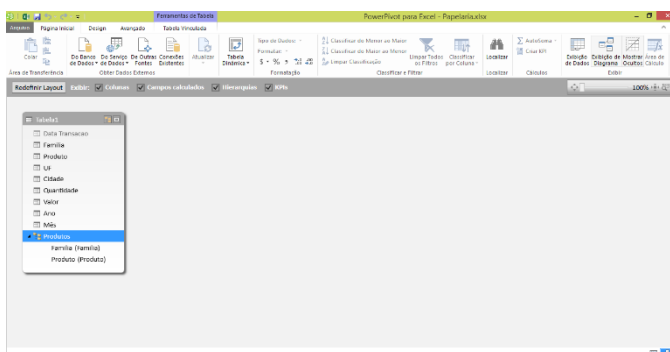 Ferramentas de Tabela
PowerPivot para Excel - Papelaria.xlsx
Arquivo Página Inicial Design Avançado Tabela Vinculada
Colar
Do Banco de Dados
Do Serviço de Dados
De Outras Fontes
Conexões Existentes
Atualizar
Tabela Dinâmica
Tipo de Dados:
Formatar:
$ % ,
Classificar do Menor ao Maior
Classificar do Maior ao Menor
Limpar Classificação
Limpar Todos os Filtros
Classificar por Coluna
Localizar
AutoSoma
Criar KPI
Exibição de Dados
Exibição de Diagrama
Mostrar Ocultos
Área de Cálculo
Área de Transferência
Obter Dados Externos
Formatação
Classificar e Filtrar
Localizar
Cálculos
Exibir
Redefinir Layout Exibir: Colunas Campos calculados Hierarquias KPIs
100%
Tabela1
Data Transacao
Familia
Produto
UF
Cidade
Quantidade
Valor
Ano
Mês
Produtos
Familia (Familia)
Produto (Produto)